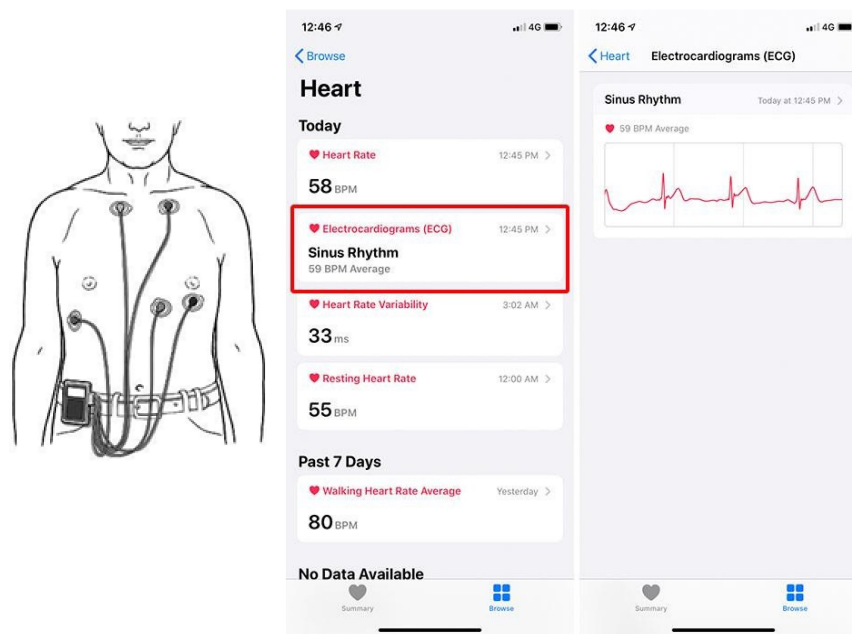 12:46
4G
Browse
Heart
Today
Heart Rate 12:45 PM
58 BPM
Electrocardiograms (ECG) 12:45 PM
Sinus Rhythm
59 BPM Average
Heart Rate Variability 3:02 AM
33 ms
Resting Heart Rate 12:00 AM
55 BPM
Past 7 Days
Walking Heart Rate Average Yesterday
80 BPM
No Data Available
Summary Browse
12:46
4G
Heart Electrocardiograms (ECG)
Sinus Rhythm Today at 12:45 PM
59 BPM Average
Summary Browse